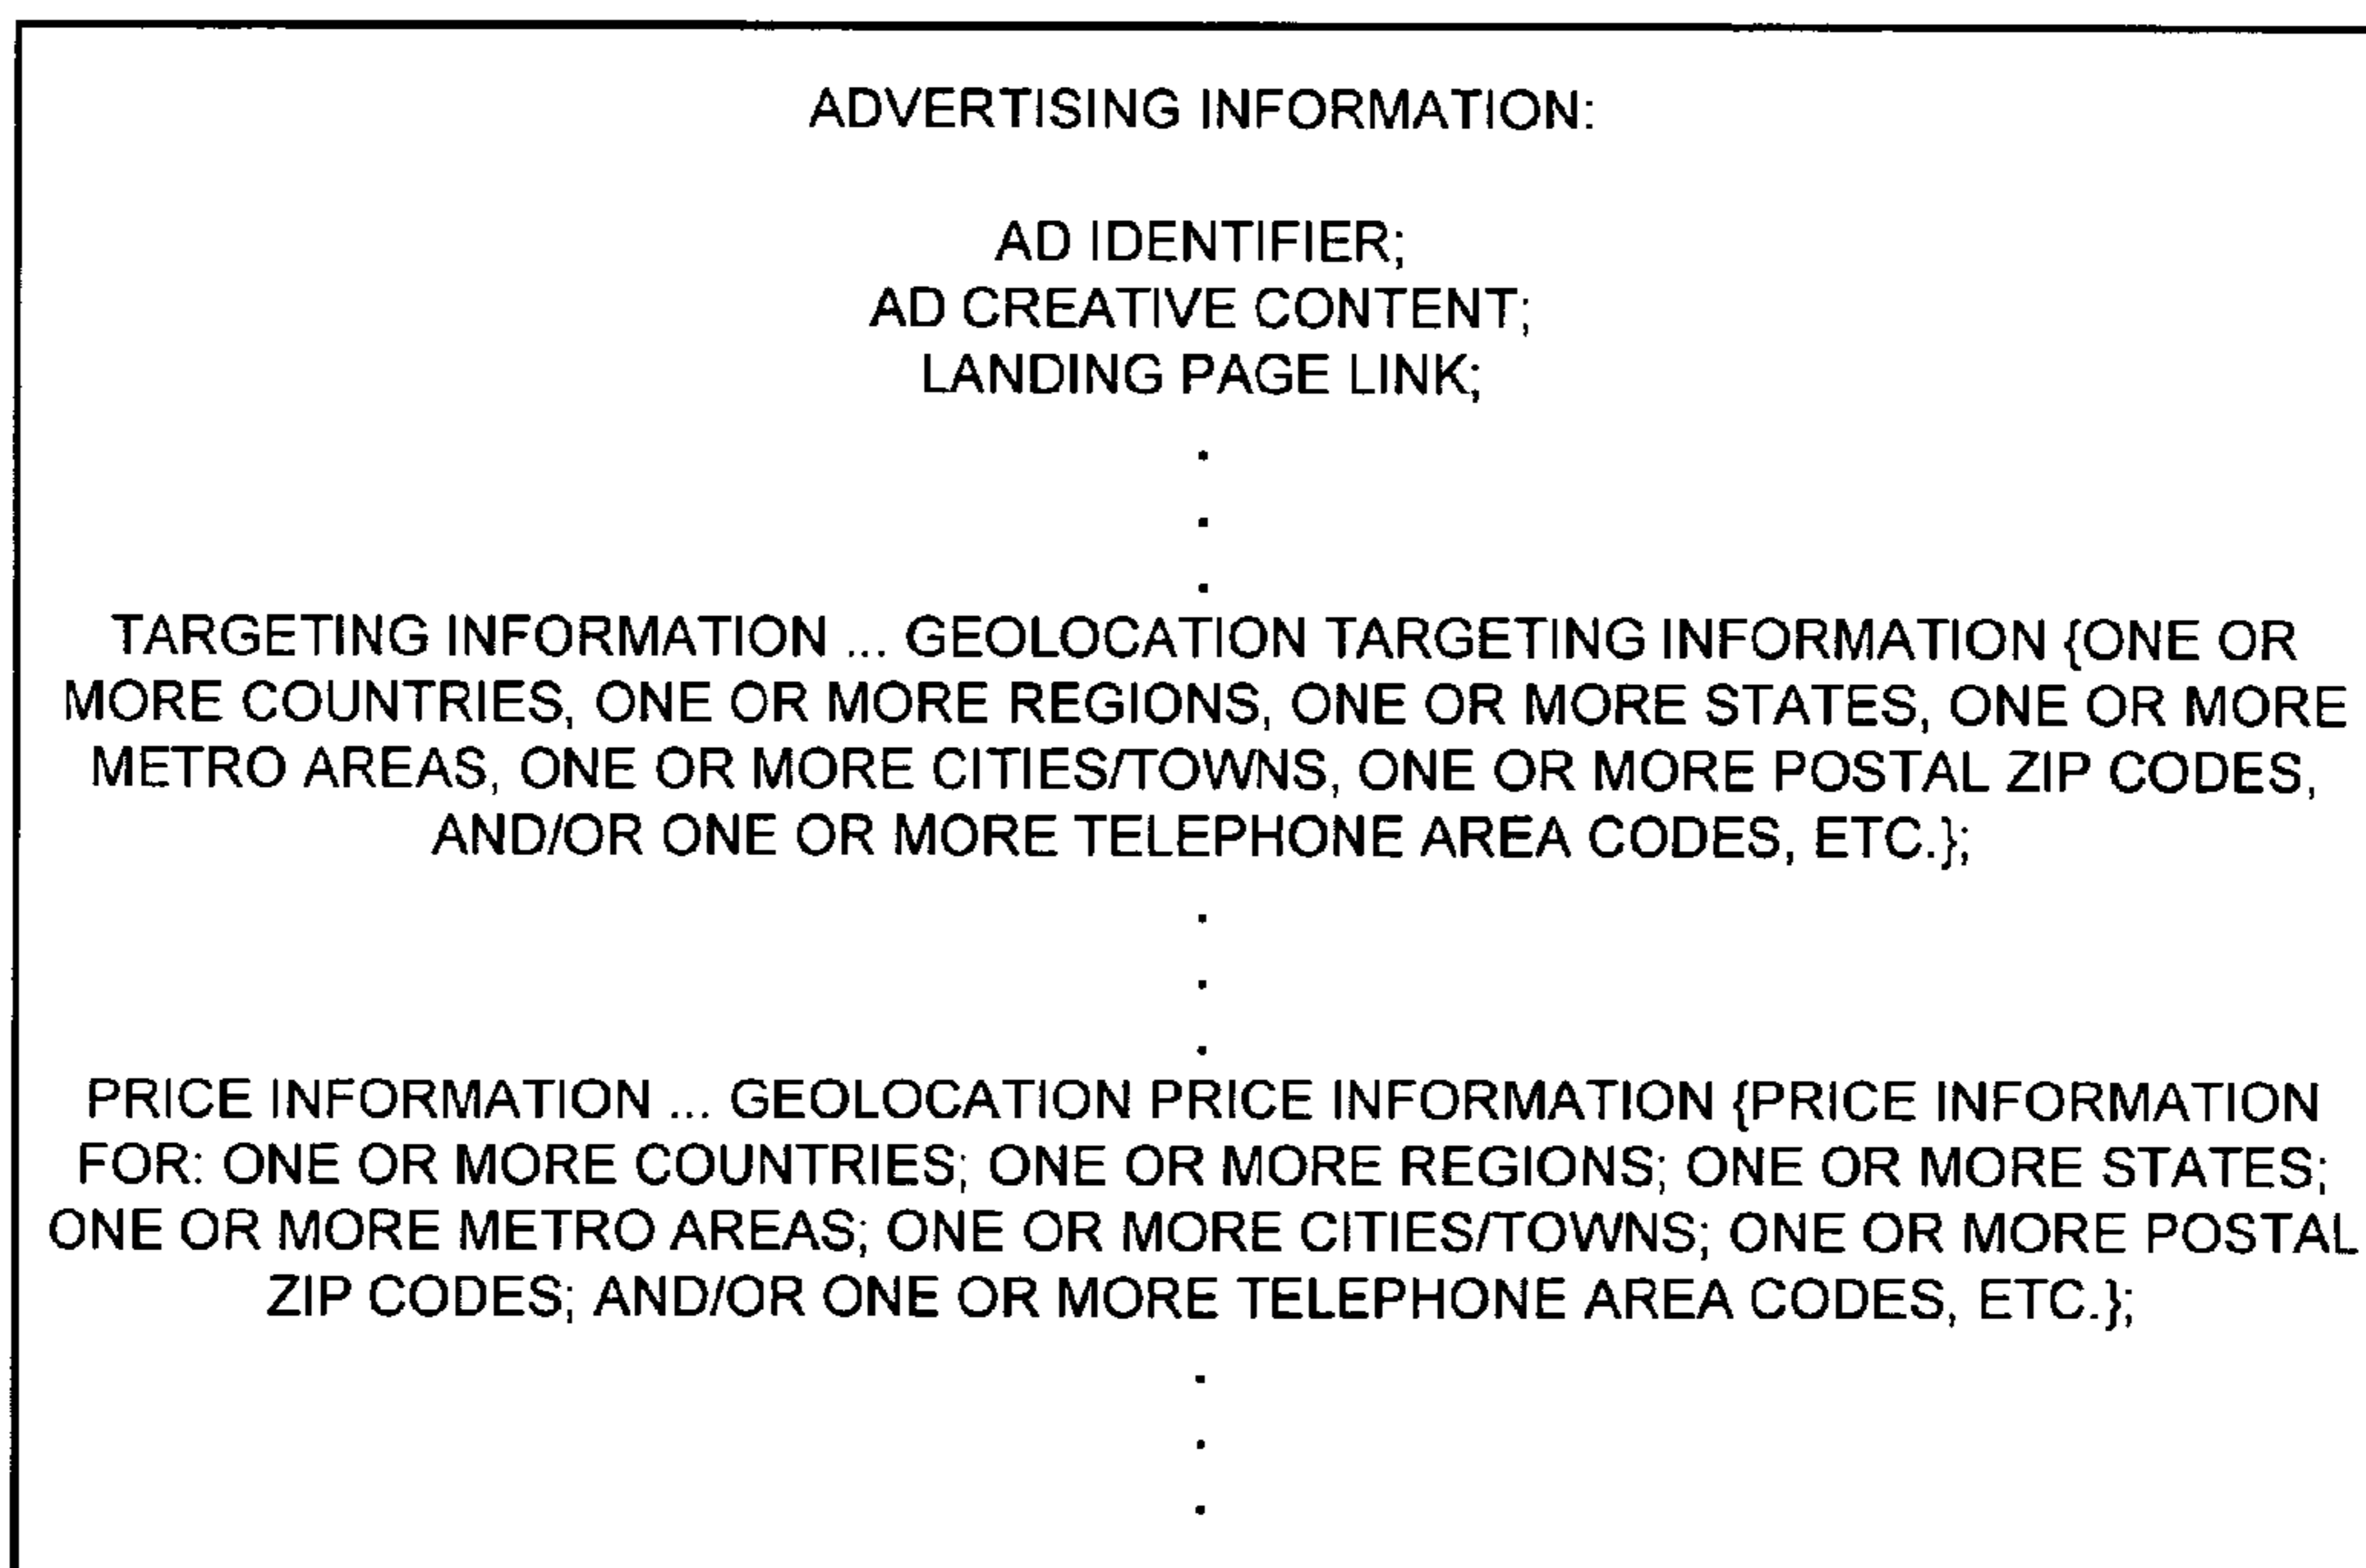 ADVERTISING INFORMATION:
AD IDENTIFIER;
AD CREATIVE CONTENT;
LANDING PAGE LINK;
.
.
.
TARGETING INFORMATION ... GEOLOCATION TARGETING INFORMATION {ONE OR
MORE COUNTRIES, ONE OR MORE REGIONS, ONE OR MORE STATES, ONE OR MORE
METRO AREAS, ONE OR MORE CITIES/TOWNS, ONE OR MORE POSTAL ZIP CODES,
AND/OR ONE OR MORE TELEPHONE AREA CODES, ETC.};
.
.
.
PRICE INFORMATION ... GEOLOCATION PRICE INFORMATION {PRICE INFORMATION
FOR: ONE OR MORE COUNTRIES; ONE OR MORE REGIONS; ONE OR MORE STATES;
ONE OR MORE METRO AREAS; ONE OR MORE CITIES/TOWNS; ONE OR MORE POSTAL
ZIP CODES; AND/OR ONE OR MORE TELEPHONE AREA CODES, ETC.};
.
.
.